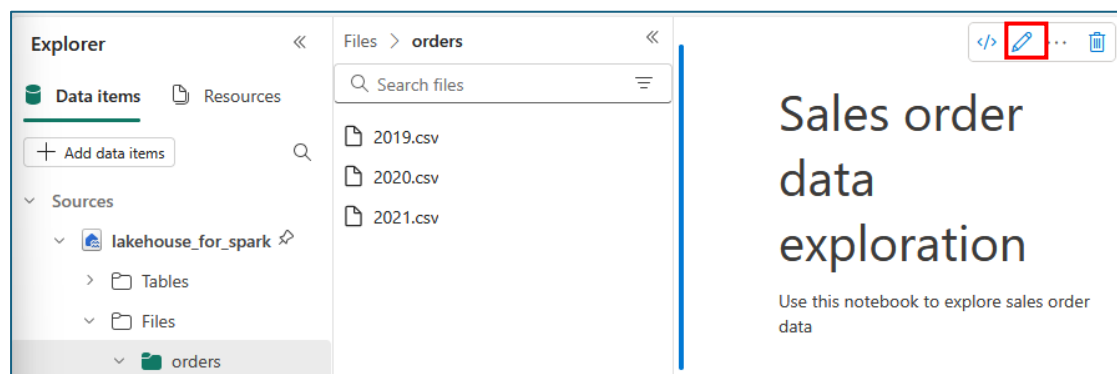 Explorer
Data items
Resources
Add data items
Sources
lakehouse_for_spark
Tables
Files
orders
Files > orders
Search files
2019.csv
2020.csv
2021.csv
</>
...
Sales order
data
exploration
Use this notebook to explore sales order
data